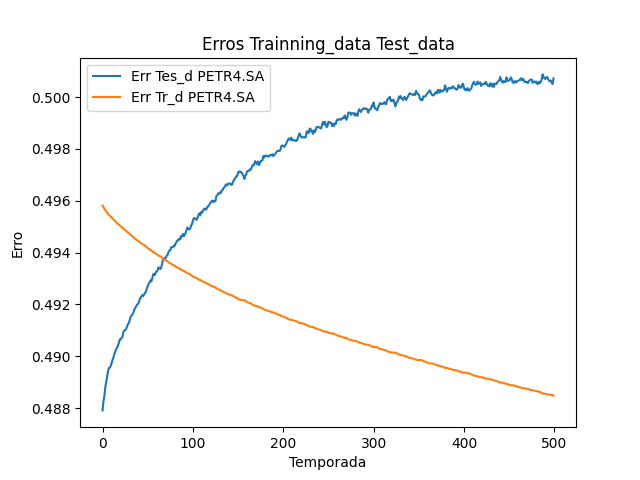 Erros Trainning_data Test_data
Err Tes_d PETR4.SA
Err Tr_d PETR4.SA
0.500
0.498
0.496
0.494
0.492
0.490
0.488
Erro
0 100 200 300 400 500
Temporada